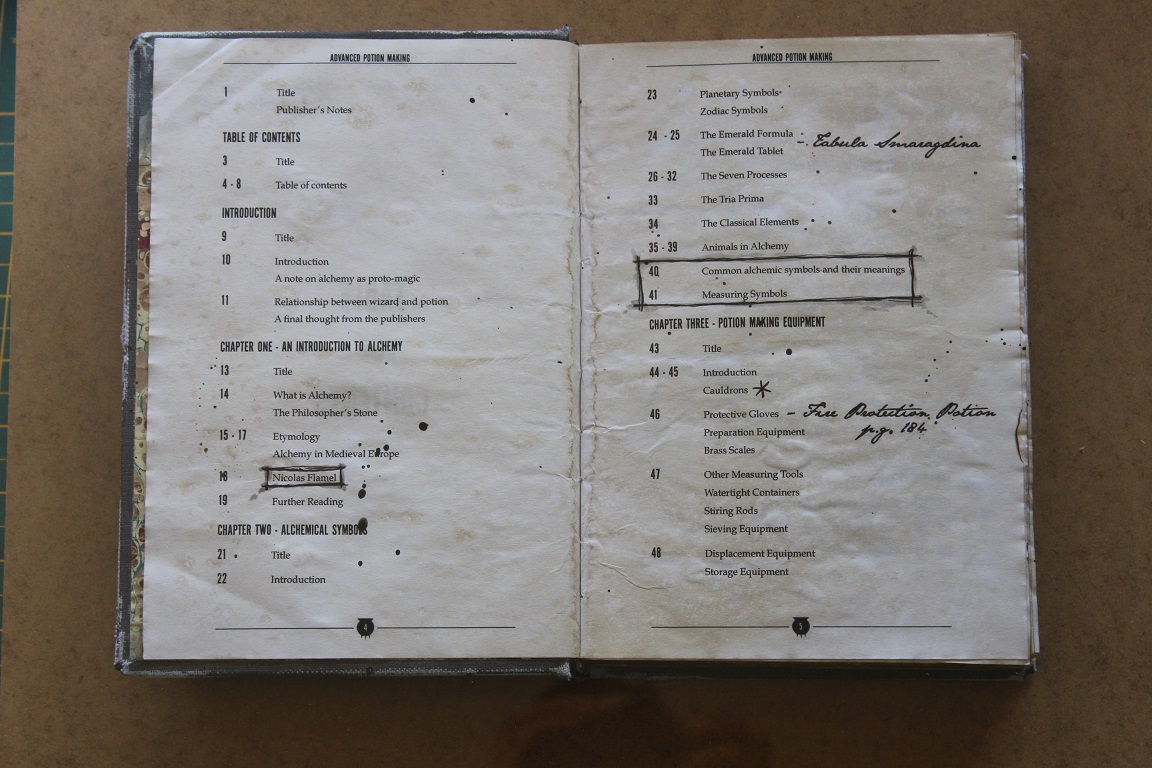 ADVANCED POTION MAKING
1 Title
Publisher's Notes
TABLE OF CONTENTS
3 Title
4 - 8 Table of contents
INTRODUCTION
9 Title
10 Introduction
A note on alchemy as proto-magic
11 Relationship between wizard and potion
A final thought from the publishers
CHAPTER ONE - AN INTRODUCTION TO ALCHEMY
13 Title
14 What is Alchemy?
The Philosopher's Stone
15 - 17 Etymology
Alchemy in Medieval Europe
18 Nicolas Flamel
19 Further Reading
CHAPTER TWO - ALCHEMICAL SYMBOLS
21 Title
22 Introduction
4
ADVANCED POTION MAKING
23 Planetary Symbols
Zodiac Symbols
24 - 25 The Emerald Formula
The Emerald Tablet
- Tabula Smaragdina
26 - 32 The Seven Processes
33 The Tria Prima
34 The Classical Elements
35 - 39 Animals in Alchemy
40 Common alchemic symbols and their meanings
41 Measuring Symbols
CHAPTER THREE - POTION MAKING EQUIPMENT
43 Title
44 - 45 Introduction
Cauldrons *
46 Protective Gloves - Fire Protection Potion
p.g. 184
Preparation Equipment
Brass Scales
47 Other Measuring Tools
Watertight Containers
Stiring Rods
Sieving Equipment
48 Displacement Equipment
Storage Equipment
5